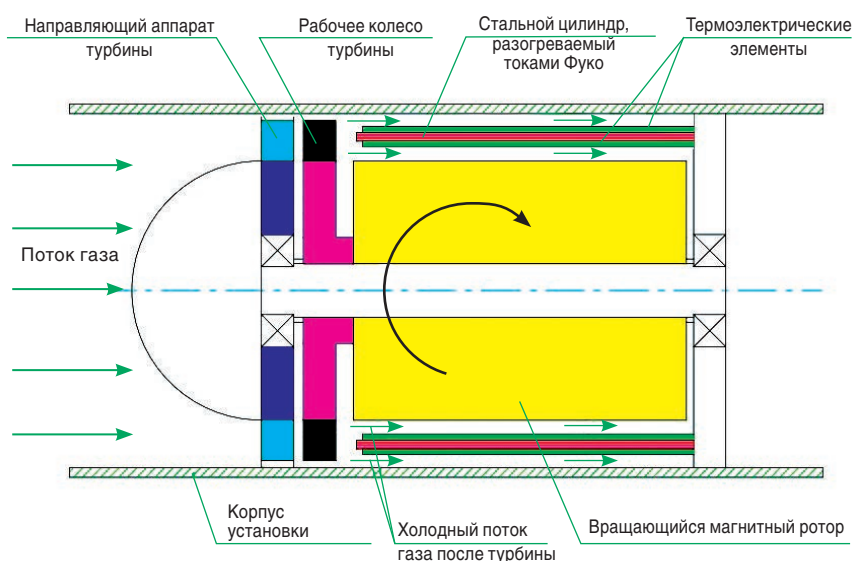 Направляющий аппарат
турбины
Рабочее колесо
турбины
Стальной цилиндр,
разогреваемый
токами Фуко
Термоэлектрические
элементы
Поток газа
Корпус
установки
Холодный поток
газа после турбины
Вращающийся магнитный ротор